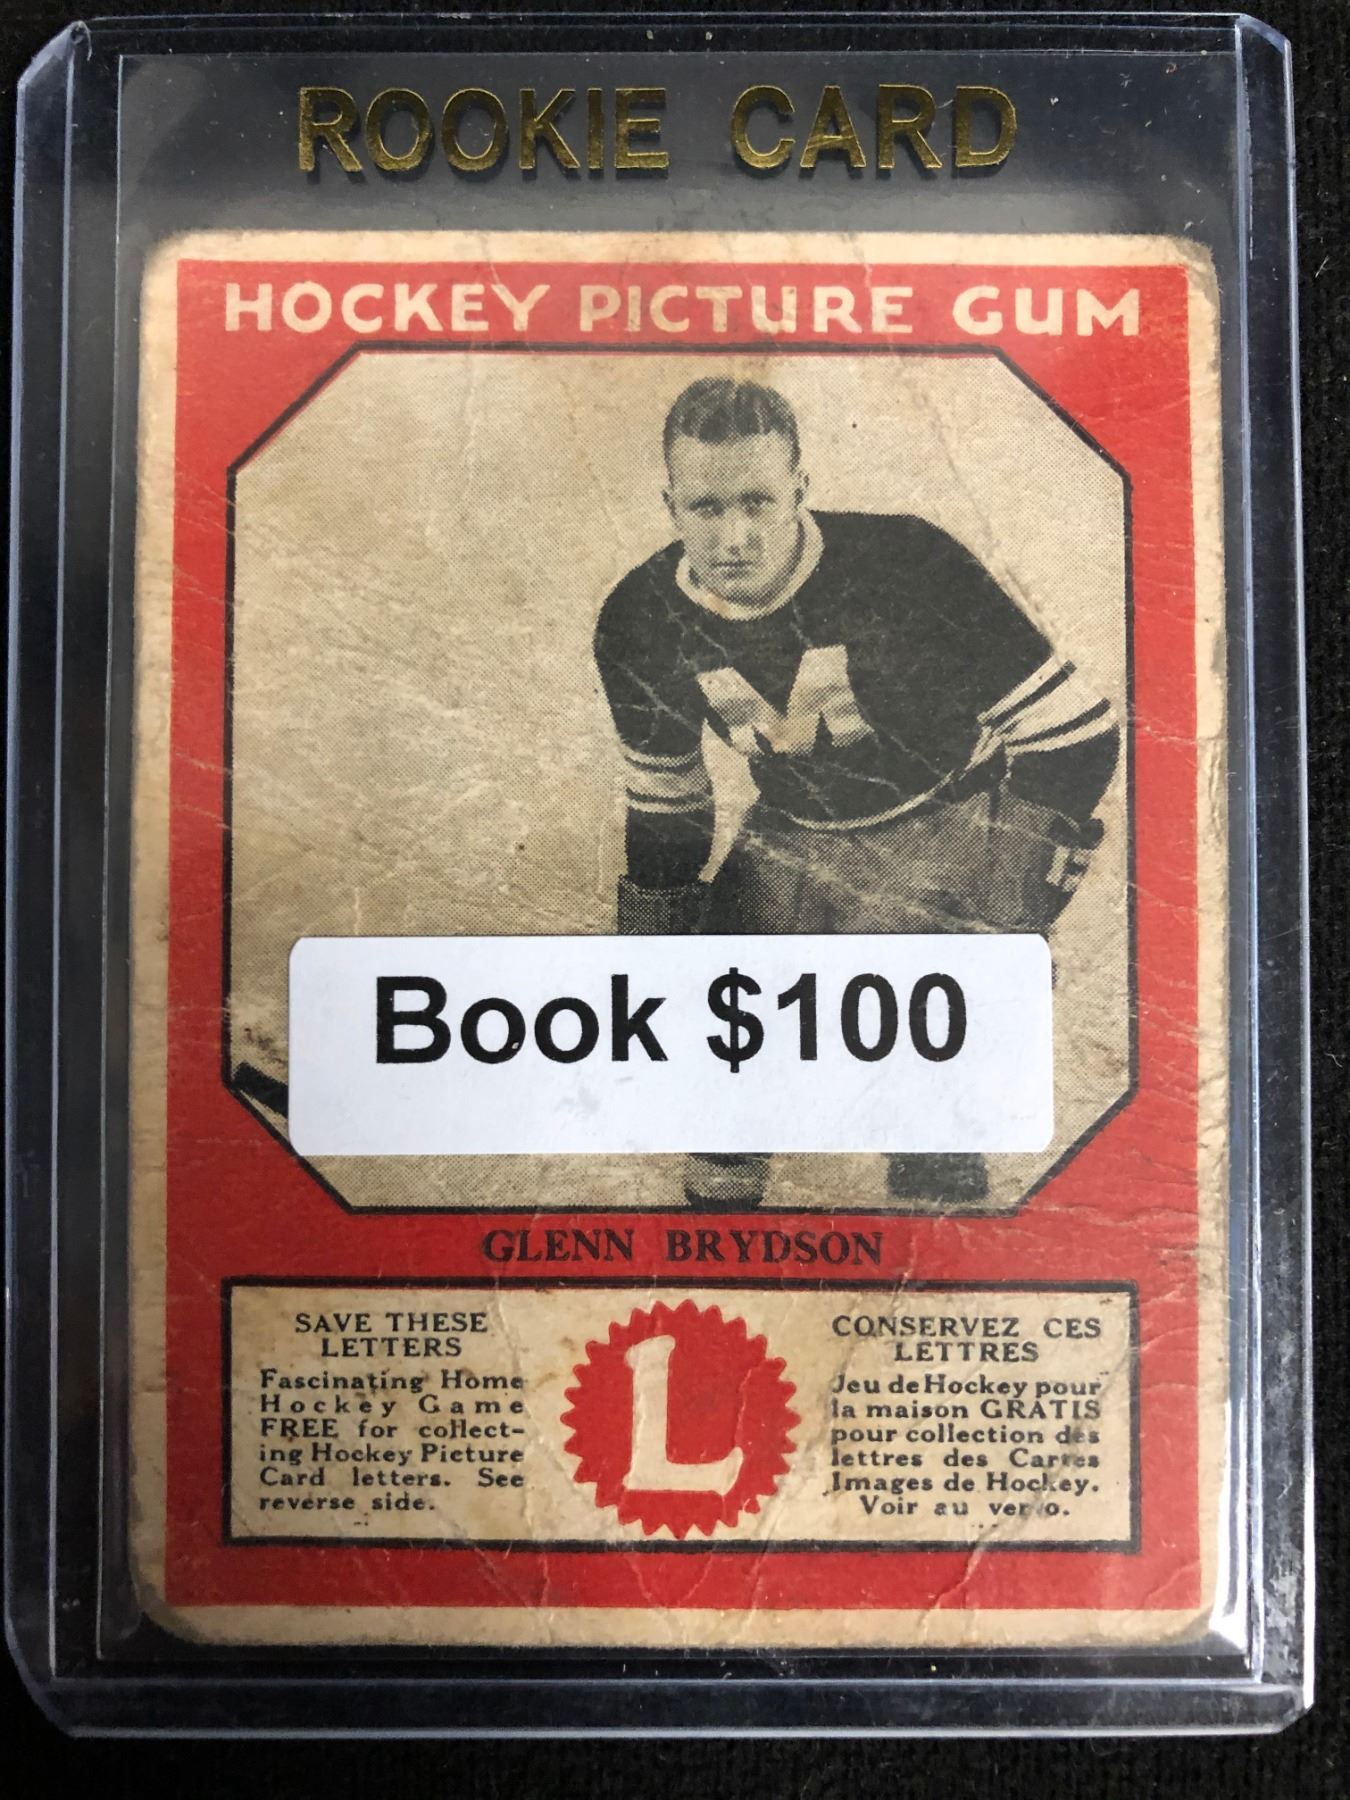 ROOKIE CARD
HOCKEY PICTURE GUM
M
Book $100
GLENN BRYDSON
SAVE THESE
LETTERS
Fascinating Home
Hockey Game
FREE for collect-
ing Hockey Picture
Card letters. See
reverse side.
L
CONSERVEZ CES
LETTRES
Jeu de Hockey pour
la maison GRATIS
pour collection des
lettres des Cartes
Images de Hockey.
Voir au verso.